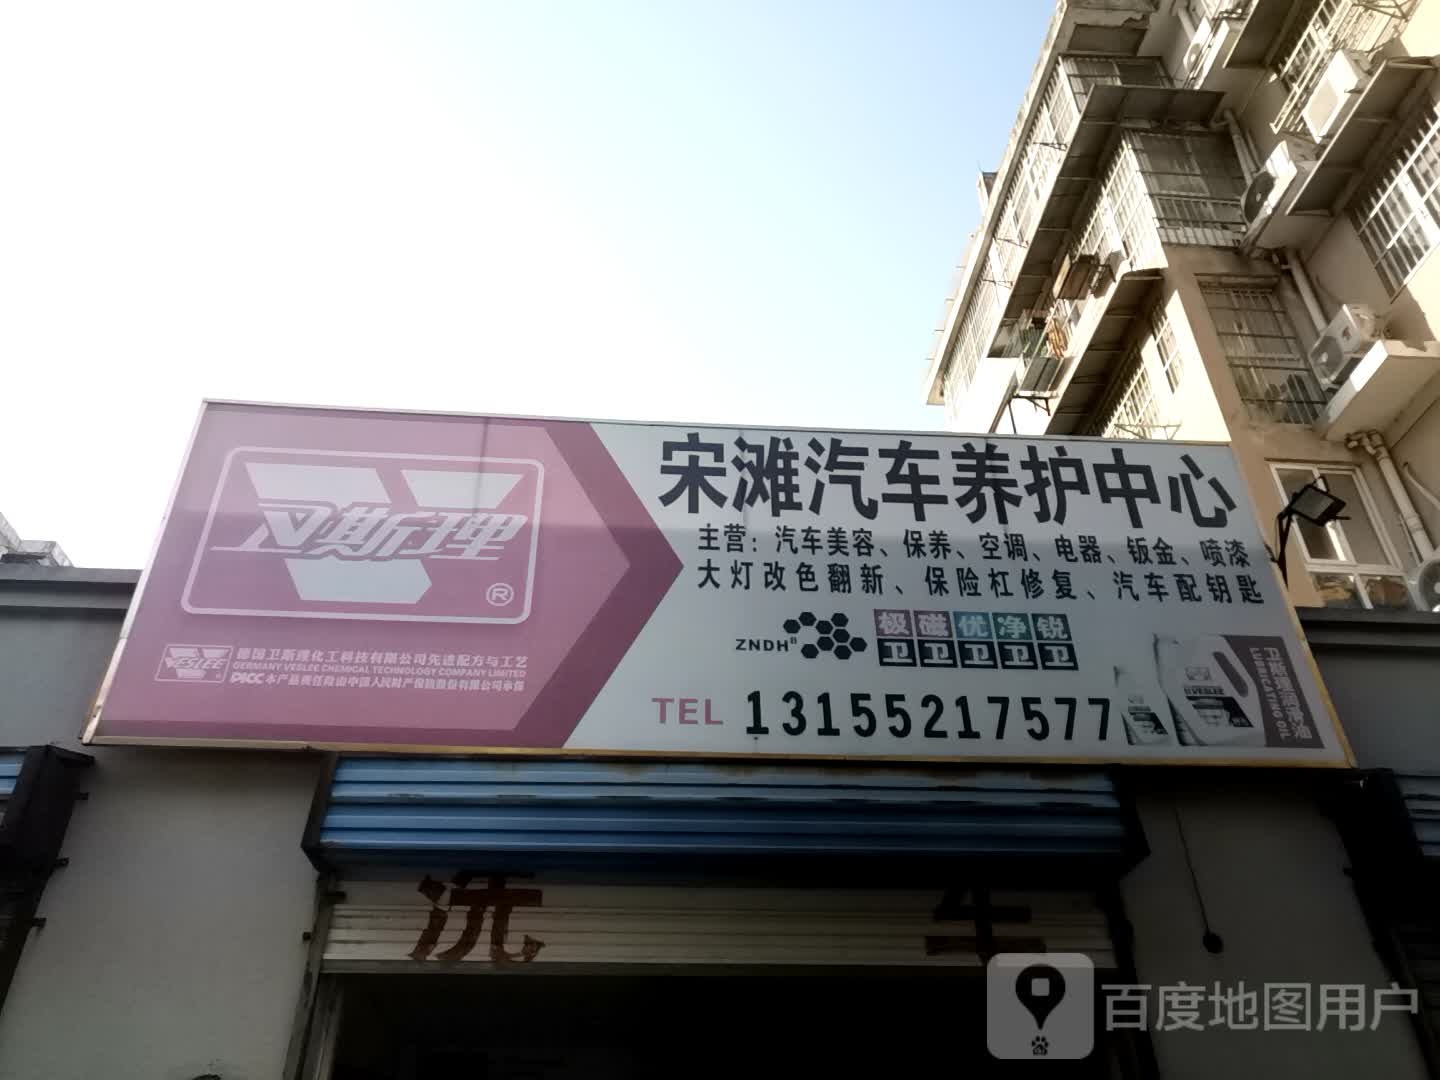 宋滩汽车养护中心
主营：汽车美容、保养、空调、电器、钣金、喷漆
大灯改色翻新、保险杠修复、汽车配钥匙
卫斯理
®
ZNDH
极 磁 优 净 锐
卫 卫 卫 卫 卫
VESLEE
德国卫斯理化工科技有限公司先进配方与工艺
GERMANY VESLEE CHEMICAL TECHNOLOGY COMPANY LIMITED
PICC 本产品责任险由中国人民财产保险股份有限公司承保
TEL 13155217577
卫斯理润滑油
LUBRICATING OIL
VESLEE
洗 车
百度地图用户